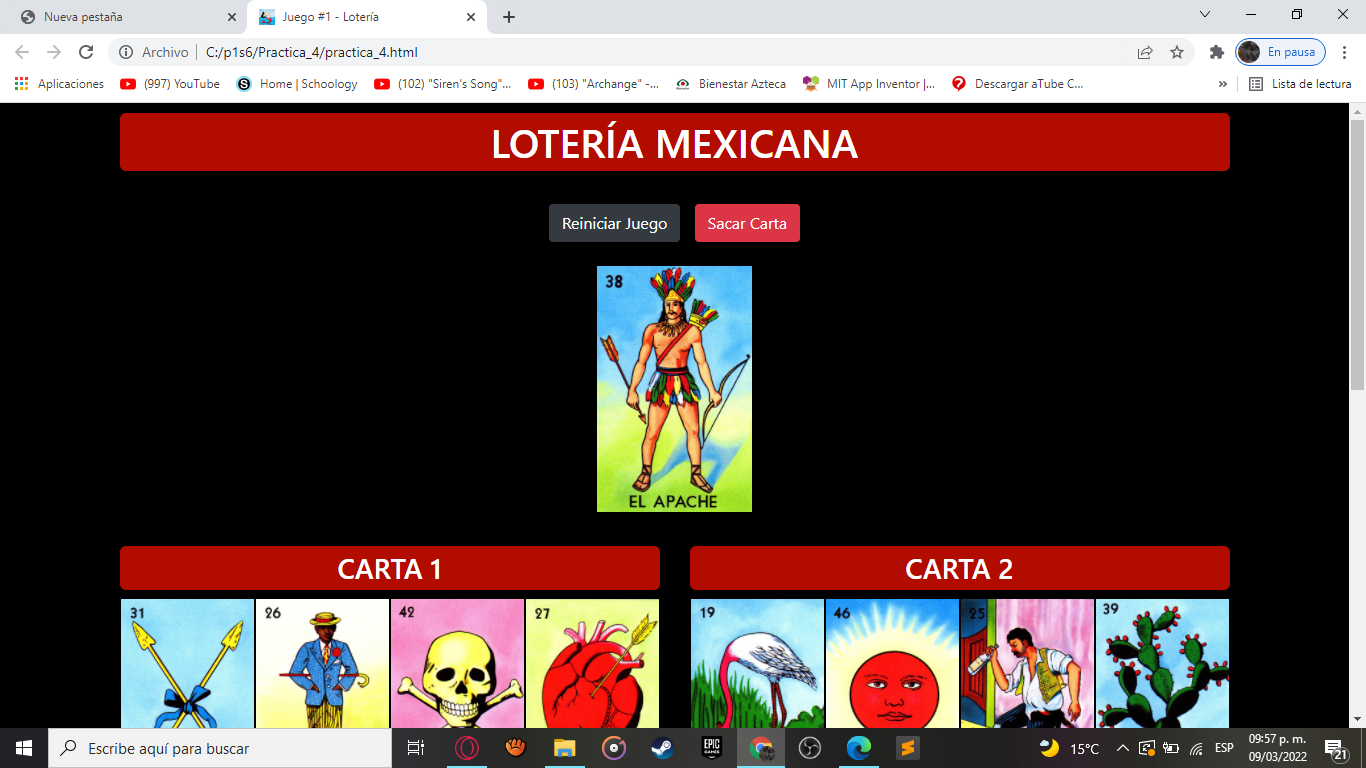 Nueva pestaña
Juego #1 - Lotería
Archivo
C:/p1s6/Practica_4/practica_4.html
En pausa
Aplicaciones
(997) YouTube
S
Home | Schoology
(102) "Siren's Song"...
(103) "Archange" -...
Bienestar Azteca
MIT App Inventor |...
Descargar aTube C...
»
Lista de lectura
LOTERÍA MEXICANA
Reiniciar Juego
Sacar Carta
38
EL APACHE
CARTA 1
CARTA 2
31
26
42
27
19
46
25
39
Escribe aquí para buscar
EPIC GAMES
15°C
ESP
09:57 p. m.
09/03/2022
21